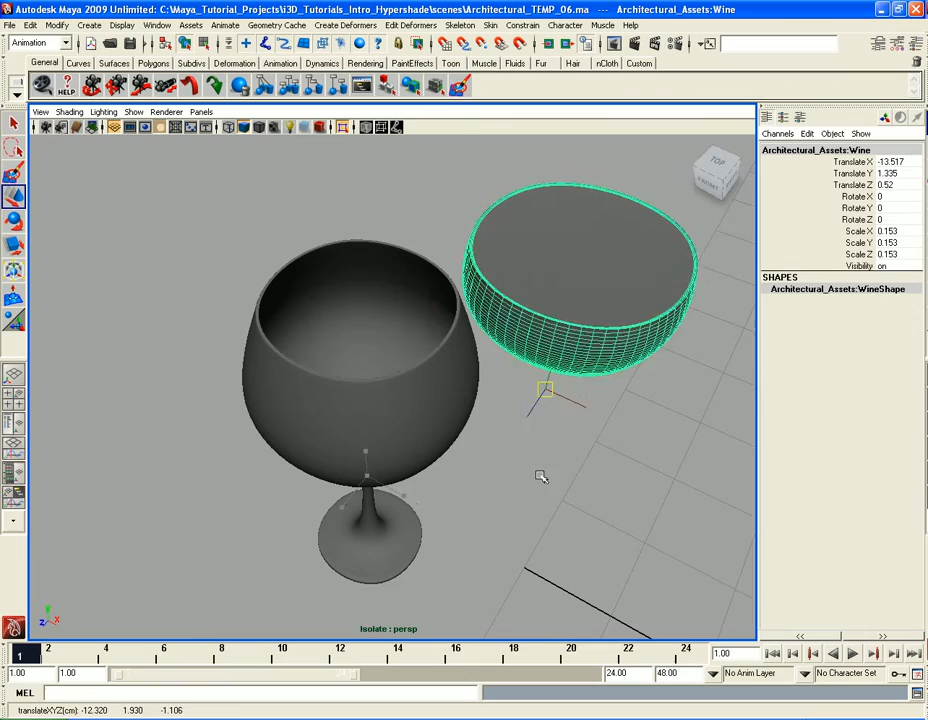 Autodesk Maya 2009 Unlimited: C:\Maya_Tutorial_Projects\i3D_Tutorials_Intro_Hypershade\scenes\Architectural_TEMP_06.ma --- Architectural_Assets:Wine
File Edit Modify Create Display Window Assets Animate Geometry Cache Create Deformers Edit Deformers Skeleton Skin Constrain Character Muscle Help
Animation
General Curves Surfaces Polygons Subdivs Deformation Animation Dynamics Rendering PaintEffects Toon Muscle Fluids Fur Hair nCloth Custom
HELP
View Shading Lighting Show Renderer Panels
Channels Edit Object Show
Architectural_Assets:Wine
Translate X -13.517
Translate Y 1.335
Translate Z 0.52
Rotate X 0
Rotate Y 0
Rotate Z 0
Scale X 0.153
Scale Y 0.153
Scale Z 0.153
Visibility on
SHAPES
Architectural_Assets:WineShape
TOP
FRONT
y
z x
Isolate : persp
1 2 4 6 8 10 12 14 16 18 20 22 24 1.00
1.00 1.00 24.00 48.00 No Anim Layer No Character Set
MEL
translateXYZ(cm): -12.320 1.930 -1.106